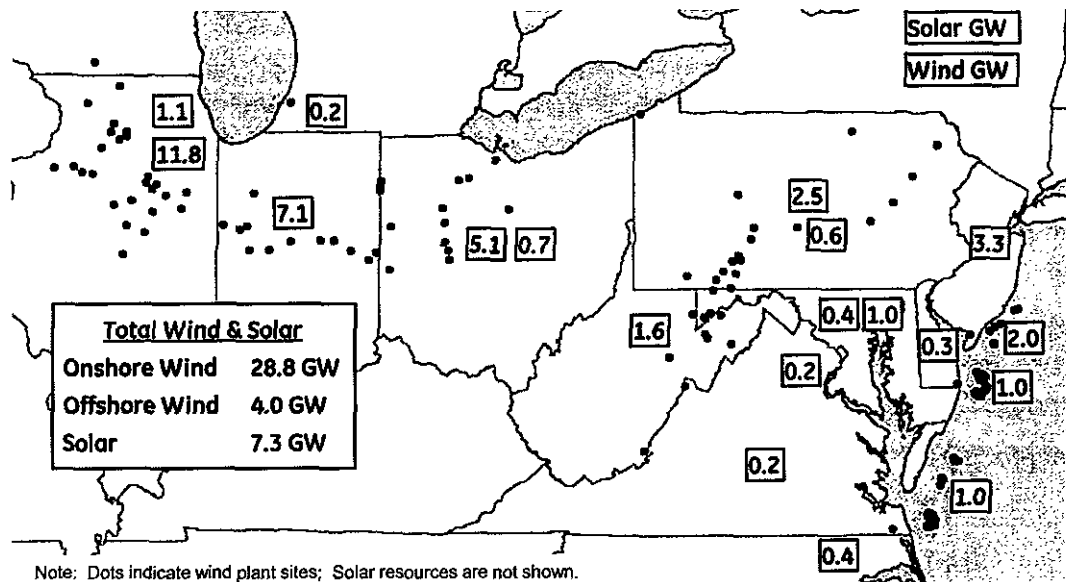 Solar GW
Wind GW
1.1
0.2
11.8
7.1
2.5
5.1 0.7
0.6
3.3
1.6
0.4 1.0
0.3
2.0
0.2
1.0
0.2
1.0
0.4
Total Wind & Solar
Onshore Wind 28.8 GW
Offshore Wind 4.0 GW
Solar 7.3 GW
Note: Dots indicate wind plant sites; Solar resources are not shown.